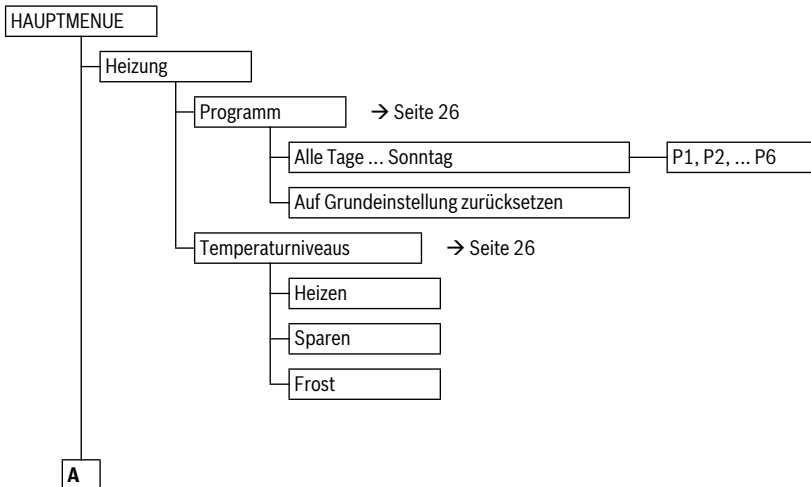 HAUPTMENUE
Heizung
Programm → Seite 26
Alle Tage ... Sonntag P1, P2, ... P6
Auf Grundeinstellung zurücksetzen
Temperaturniveaus → Seite 26
Heizen
Sparen
Frost
A